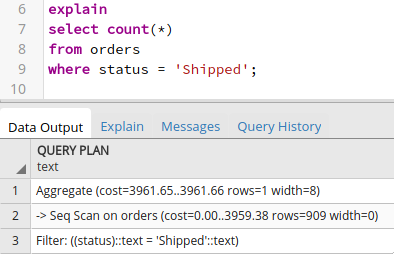 6 explain
7 select count(*)
8 from orders
9 where status = 'Shipped';
10
Data Output Explain Messages Query History
QUERY PLAN
text
1 Aggregate (cost=3961.65..3961.66 rows=1 width=8)
2 -> Seq Scan on orders (cost=0.00..3959.38 rows=909 width=0)
3 Filter: ((status)::text = 'Shipped'::text)